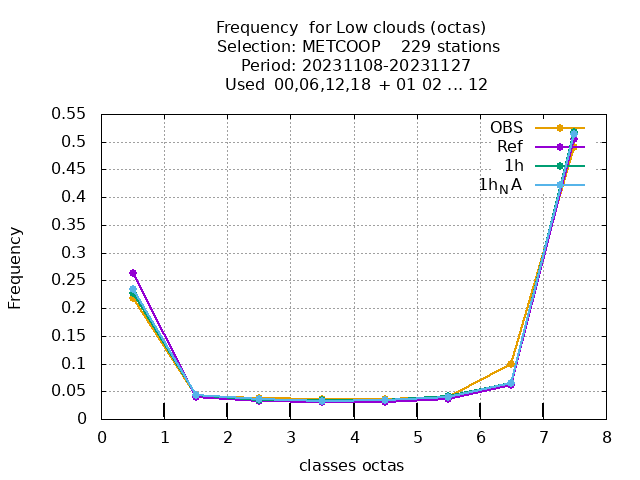 Frequency  for Low clouds (octas)
Selection: METCOOP    229 stations
Period: 20231108-20231127
Used  00,06,12,18 + 01 02 ... 12
0.55
0.5
0.45
0.4
0.35
0.3
0.25
0.2
0.15
0.1
0.05
0
Frequency
OBS
Ref
1h
1h_NA
0 1 2 3 4 5 6 7 8
classes octas